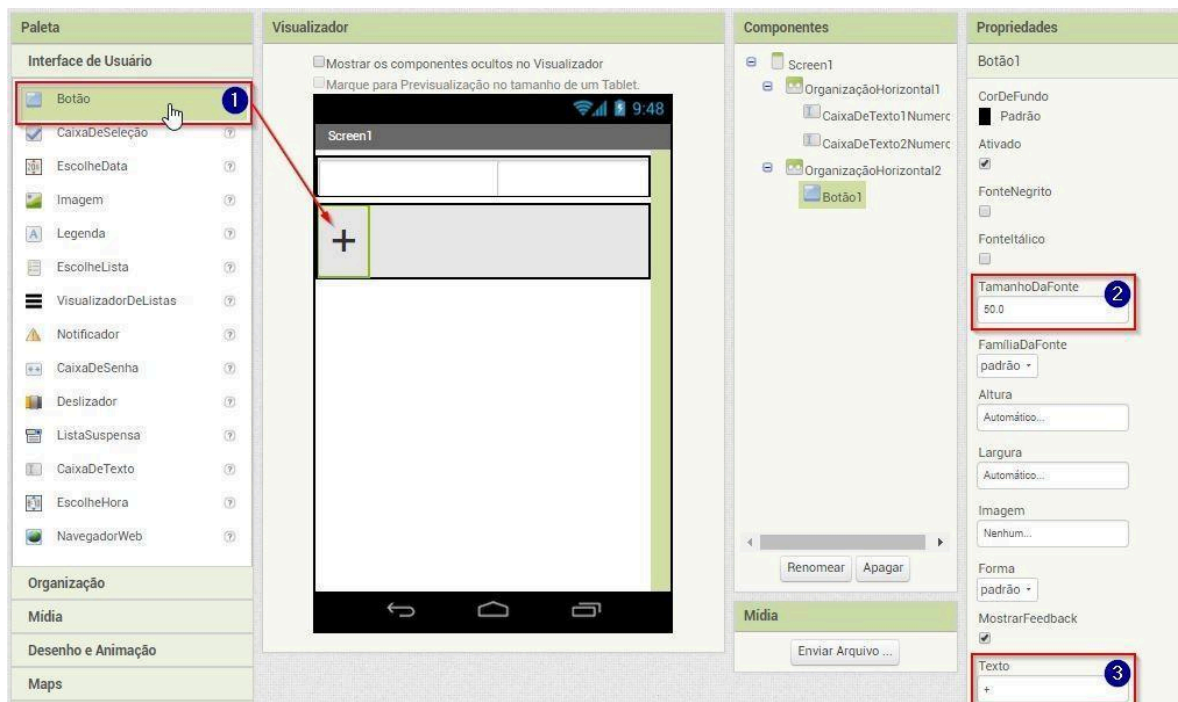 Paleta
Interface de Usuário
Botão
1
CaixaDeSeleção
EscolheData
Imagem
Legenda
EscolheLista
VisualizadorDeListas
Notificador
CaixaDeSenha
Deslizador
ListaSuspensa
CaixaDeTexto
EscolheHora
NavegadorWeb
Organização
Mídia
Desenho e Animação
Maps
Visualizador
Mostrar os componentes ocultos no Visualizador
Marque para Previsualização no tamanho de um Tablet.
9:48
Screen1
+
Componentes
Screen1
OrganizaçãoHorizontal1
CaixaDeTexto1Numerc
CaixaDeTexto2Numerc
OrganizaçãoHorizontal2
Botão1
Renomear Apagar
Mídia
Enviar Arquivo ...
Propriedades
Botão1
CorDeFundo
Padrão
Ativado
FonteNegrito
FonteItálico
TamanhoDaFonte
2
50.0
FamíliaDaFonte
padrão
Altura
Automático...
Largura
Automático...
Imagem
Nenhum...
Forma
padrão
MostrarFeedback
Texto
3
+